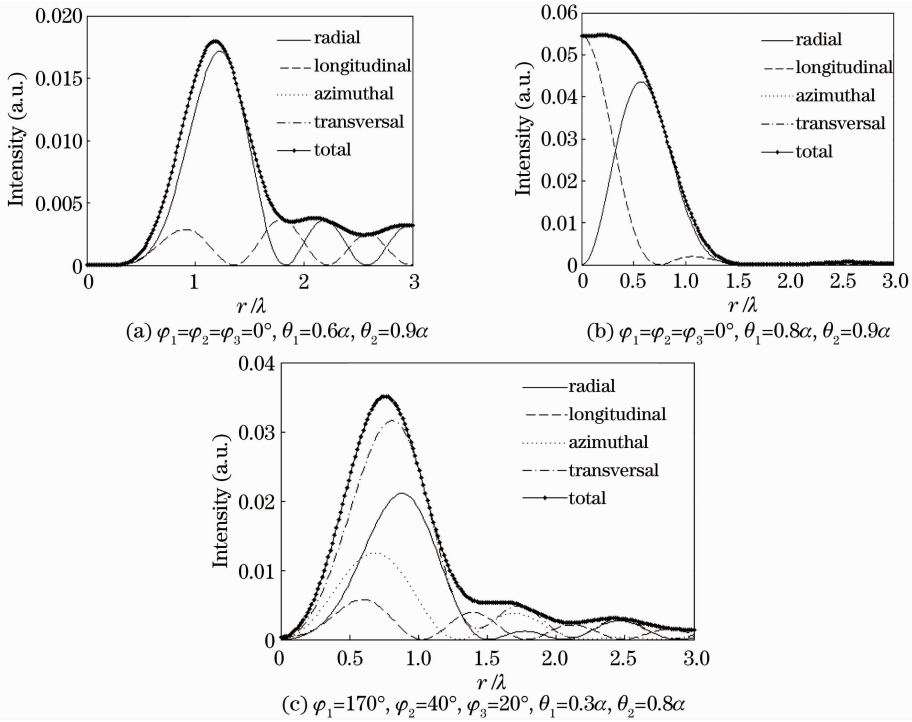 0.020
0.015
0.010
0.005
0
Intensity (a.u.)
radial
longitudinal
azimuthal
transversal
total
0 1 2 3
r/λ
(a) φ₁=φ₂=φ₃=0°, θ₁=0.6α, θ₂=0.9α
0.06
0.05
0.04
0.03
0.02
0.01
0
Intensity (a.u.)
radial
longitudinal
azimuthal
transversal
total
0 0.5 1.0 1.5 2.0 2.5 3.0
r/λ
(b) φ₁=φ₂=φ₃=0°, θ₁=0.8α, θ₂=0.9α
0.04
0.03
0.02
0.01
0
Intensity (a.u.)
radial
longitudinal
azimuthal
transversal
total
0 0.5 1.0 1.5 2.0 2.5 3.0
r/λ
(c) φ₁=170°, φ₂=40°, φ₃=20°, θ₁=0.3α, θ₂=0.8α